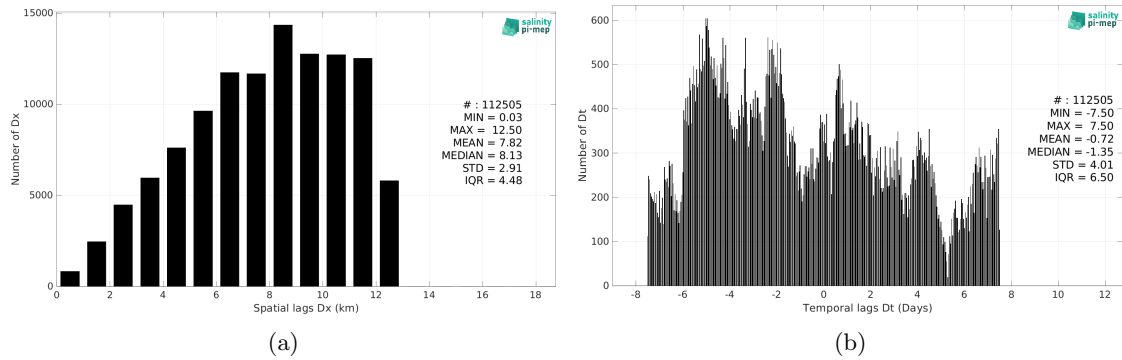 15000
10000
5000
0
Number of Dx
0 2 4 6 8 10 12 14 16 18
Spatial lags Dx (km)
salinity
pi-mep
# : 112505
MIN = 0.03
MAX = 12.50
MEAN = 7.82
MEDIAN = 8.13
STD = 2.91
IQR = 4.48
(a)
600
500
400
300
200
100
0
Number of Dt
-8 -6 -4 -2 0 2 4 6 8 10 12
Temporal lags Dt (Days)
salinity
pi-mep
# : 112505
MIN = -7.50
MAX = 7.50
MEAN = -0.72
MEDIAN = -1.35
STD = 4.01
IQR = 6.50
(b)